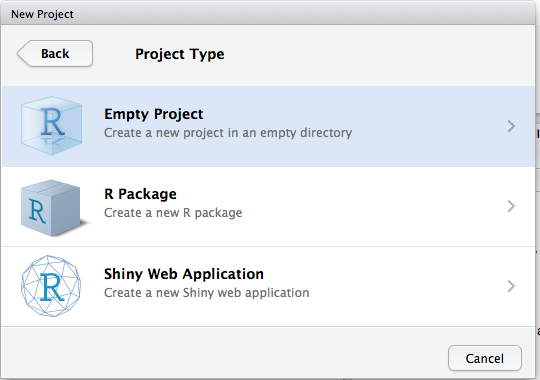 New Project
Back
Project Type
R
Empty Project
Create a new project in an empty directory
R
R Package
Create a new R package
R
Shiny Web Application
Create a new Shiny web application
Cancel